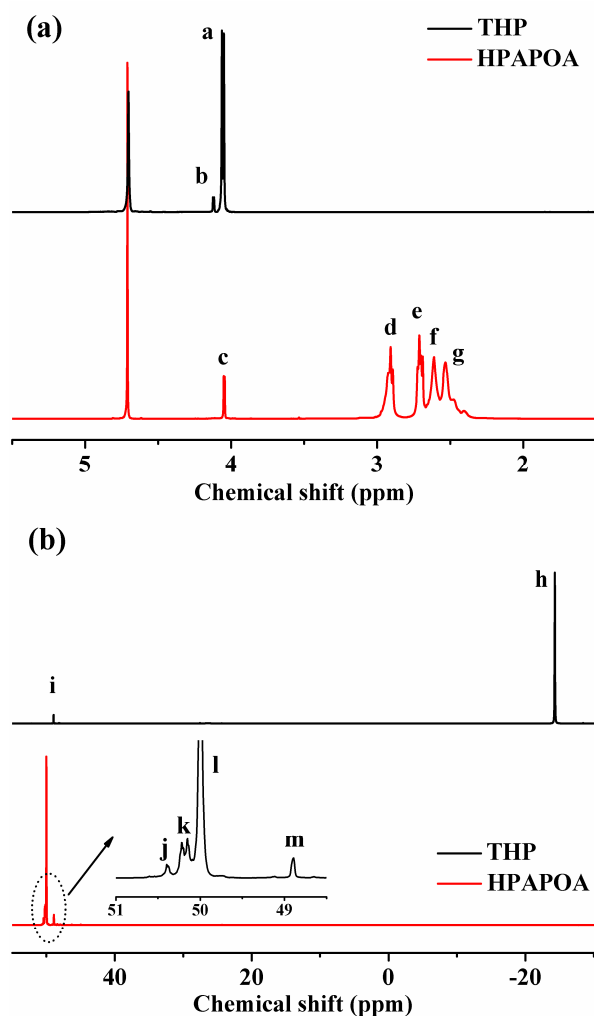 (a)
a
THP
HPAPOA
b
c
d
e
f
g
5 4 3 2
Chemical shift (ppm)
(b)
h
i
l
k
j
m
51 50 49
THP
HPAPOA
40 20 0 -20
Chemical shift (ppm)